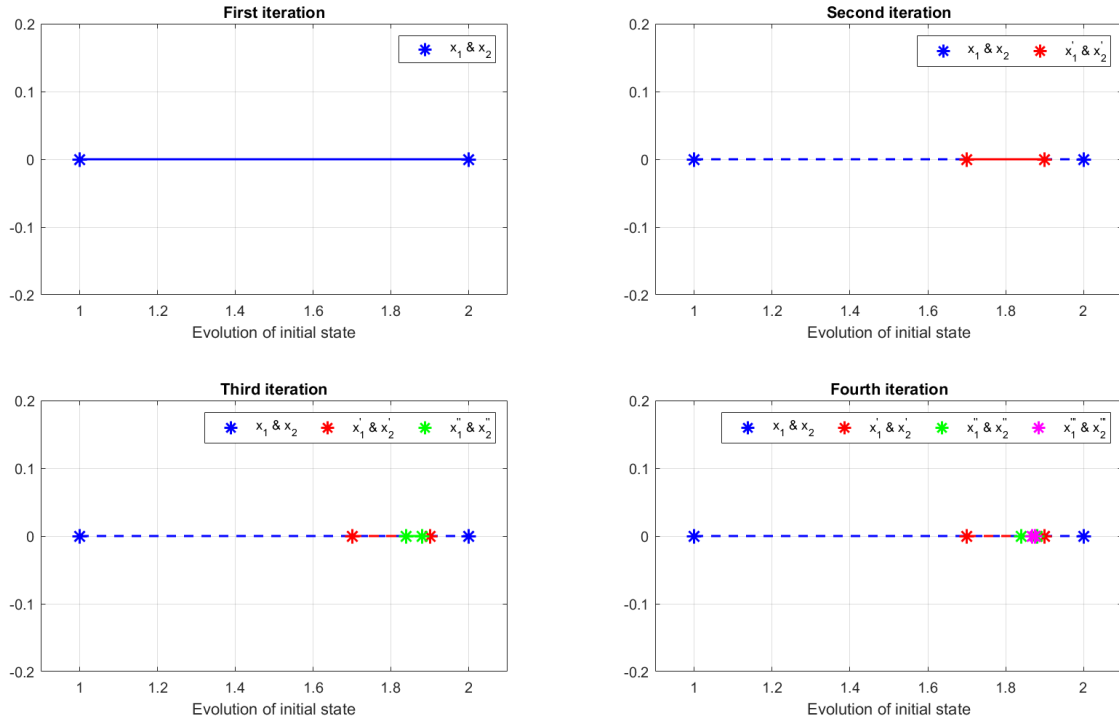 First iteration
0.2
x1 & x2
0.1
0
-0.1
-0.2
1 1.2 1.4 1.6 1.8 2
Evolution of initial state
Second iteration
0.2
x1 & x2 x'1 & x'2
0.1
0
-0.1
-0.2
1 1.2 1.4 1.6 1.8 2
Evolution of initial state
Third iteration
0.2
x1 & x2 x'1 & x'2 x''1 & x''2
0.1
0
-0.1
-0.2
1 1.2 1.4 1.6 1.8 2
Evolution of initial state
Fourth iteration
0.2
x1 & x2 x'1 & x'2 x''1 & x''2 x'''1 & x'''2
0.1
0
-0.1
-0.2
1 1.2 1.4 1.6 1.8 2
Evolution of initial state